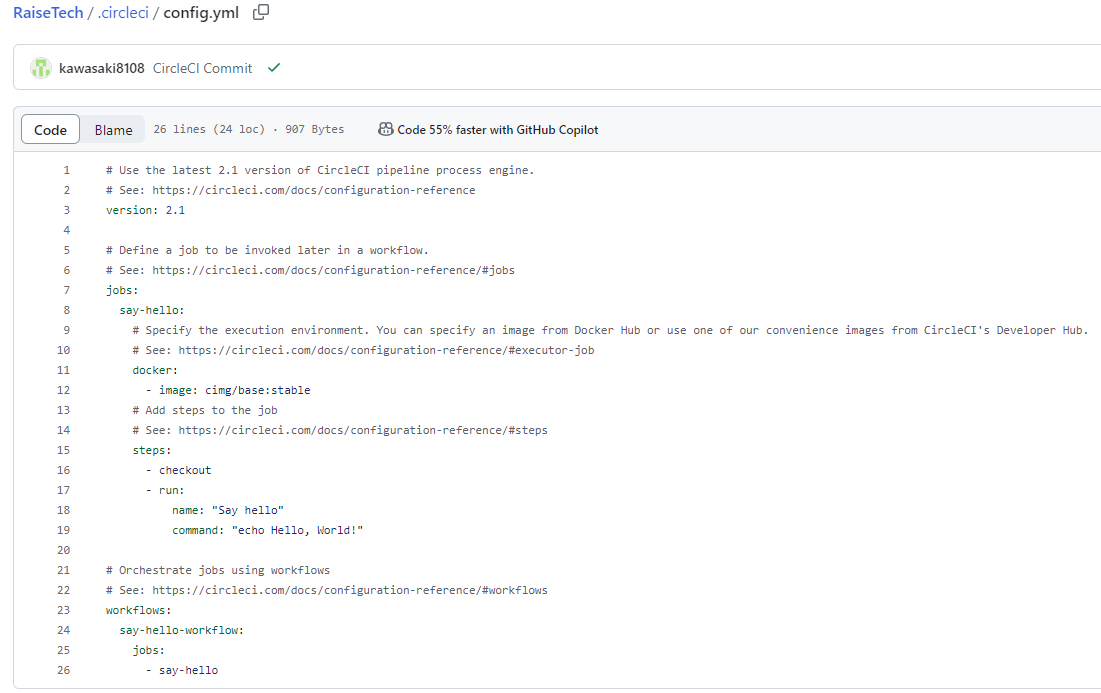 RaiseTech / .circleci / config.yml
kawasaki8108 CircleCI Commit
Code Blame 26 lines (24 loc) · 907 Bytes Code 55% faster with GitHub Copilot
1 # Use the latest 2.1 version of CircleCI pipeline process engine.
2 # See: https://circleci.com/docs/configuration-reference
3 version: 2.1
4
5 # Define a job to be invoked later in a workflow.
6 # See: https://circleci.com/docs/configuration-reference/#jobs
7 jobs:
8   say-hello:
9     # Specify the execution environment. You can specify an image from Docker Hub or use one of our convenience images from CircleCI's Developer Hub.
10     # See: https://circleci.com/docs/configuration-reference/#executor-job
11     docker:
12       - image: cimg/base:stable
13     # Add steps to the job
14     # See: https://circleci.com/docs/configuration-reference/#steps
15     steps:
16       - checkout
17       - run:
18           name: "Say hello"
19           command: "echo Hello, World!"
20
21 # Orchestrate jobs using workflows
22 # See: https://circleci.com/docs/configuration-reference/#workflows
23 workflows:
24   say-hello-workflow:
25     jobs:
26       - say-hello